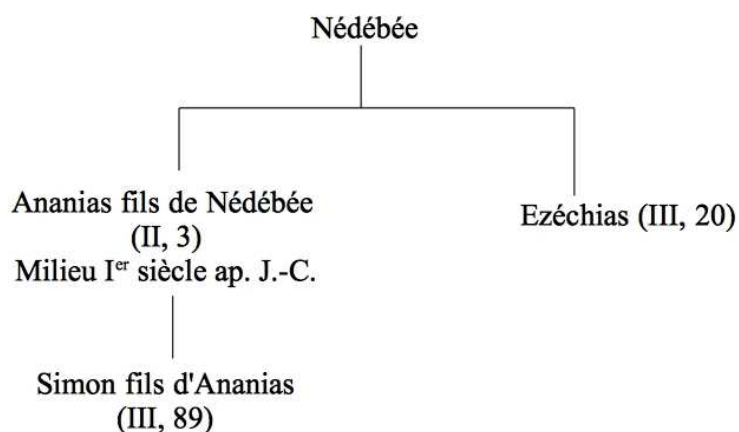 Nédébée
Ananias fils de Nédébée
(II, 3)
Milieu Iᵉʳ siècle ap. J.-C.
Ezéchias (III, 20)
Simon fils d'Ananias
(III, 89)